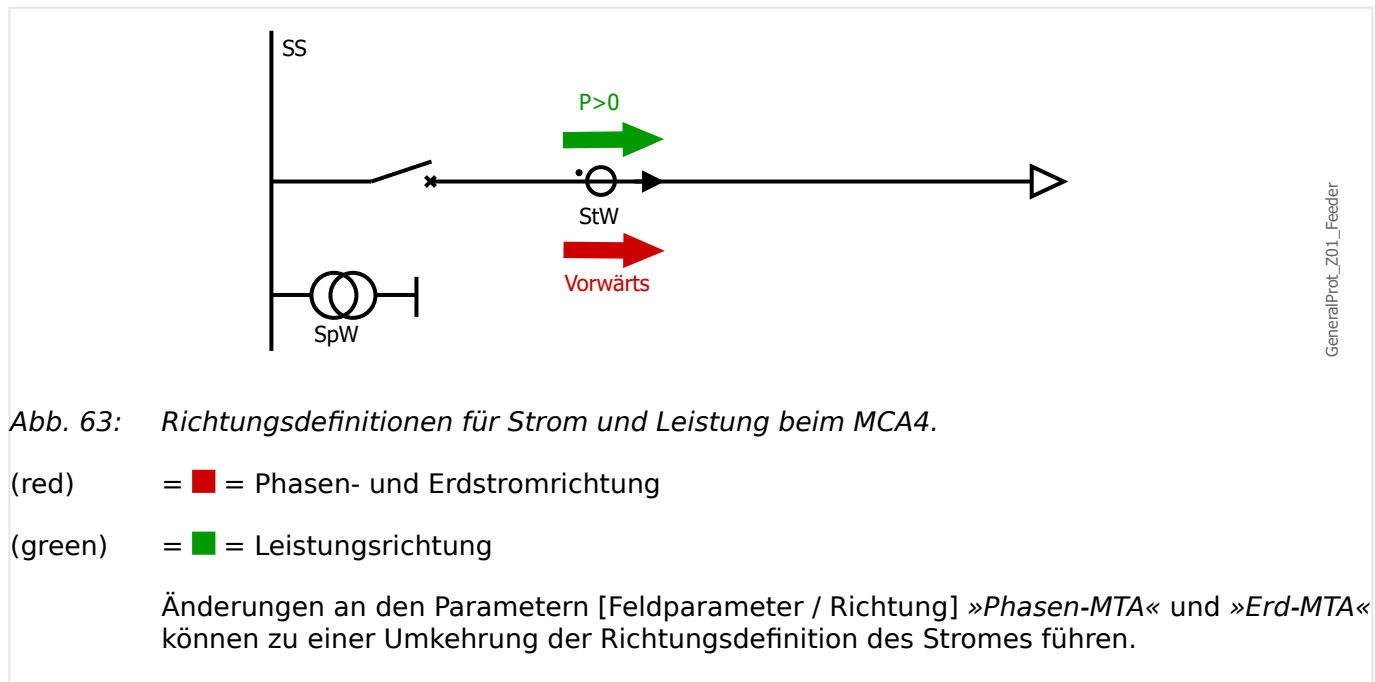 SS
P>0
StW
Vorwärts
SpW
GeneralProt_Z01_Feeder
Abb. 63: Richtungsdefinitionen für Strom und Leistung beim MCA4.
(red) = = Phasen- und Erdstromrichtung
(green) = = Leistungsrichtung
Änderungen an den Parametern [Feldparameter / Richtung] »Phasen-MTA« und »Erd-MTA«
können zu einer Umkehrung der Richtungsdefinition des Stromes führen.